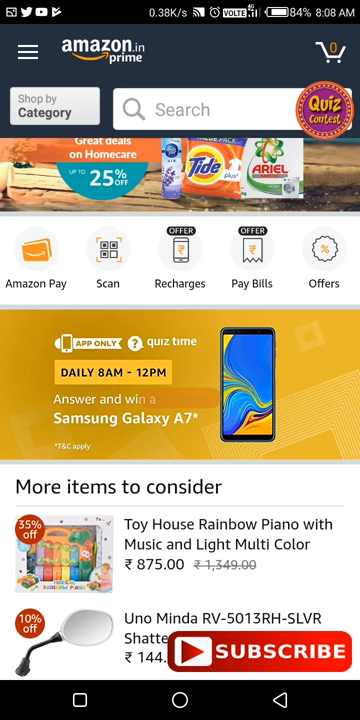 0.38K/s VOLTE 4G 84% 8:08 AM
amazon.in
prime
0
Shop by
Category
Search
Quiz
Contest
Great deals
on Homecare
UP TO
25% OFF
VALUE PACK
Tide
plus+
ARIEL
OFFER
OFFER
Amazon Pay
Scan
Recharges
Pay Bills
Offers
APP ONLY ? quiz time
DAILY 8AM - 12PM
Answer and win a
Samsung Galaxy A7*
*T&C apply
More items to consider
35%
off
Toy House Rainbow Piano with
Music and Light Multi Color
₹ 875.00 ₹ 1,349.00
10%
off
Uno Minda RV-5013RH-SLVR
Shatte
₹ 144.
SUBSCRIBE